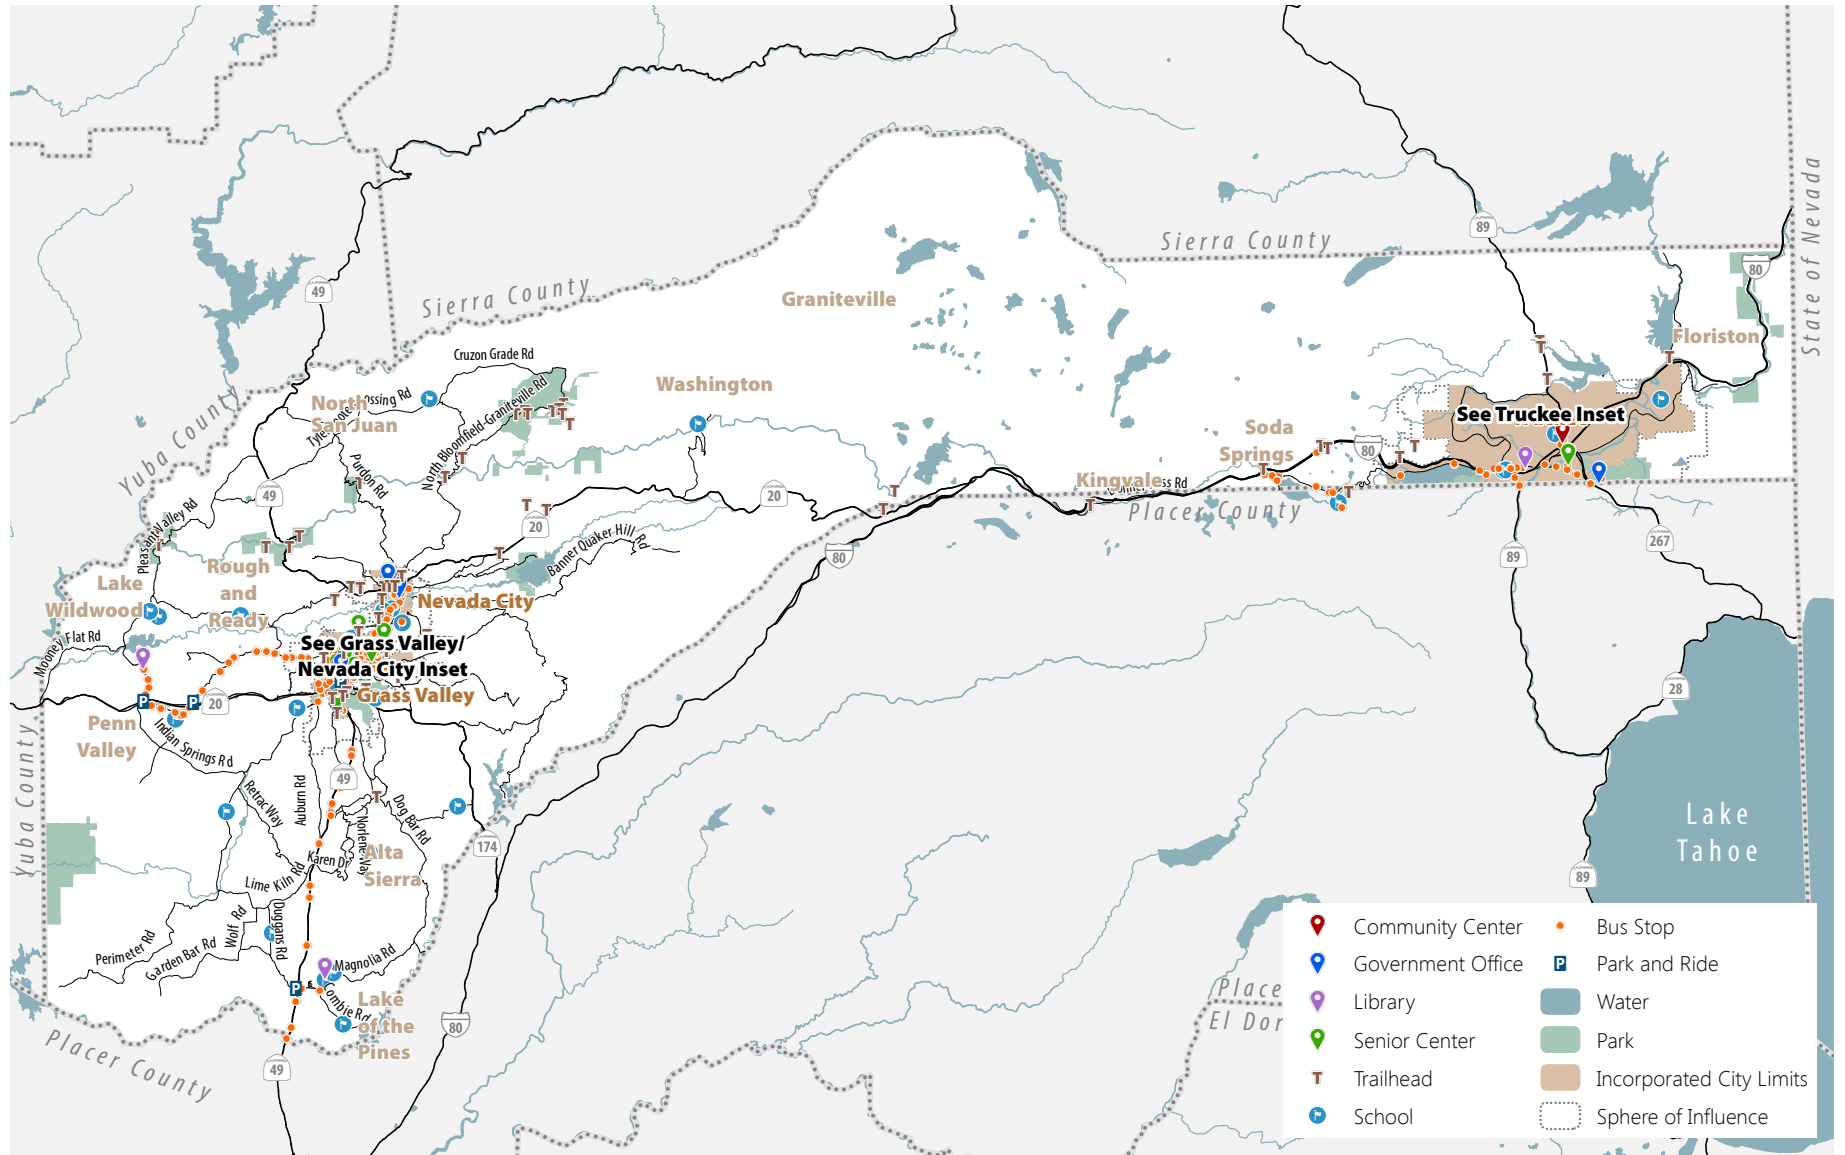 State of Nevada
89
80
Sierra County
Sierra County
49
Graniteville
Floriston
Cruzon Grade Rd
Washington
North
San Juan
See Truckee Inset
Yuba County
North Bloomfield-Graniteville Rd
Soda
Springs
80
Purdon Rd
49
20
20
Kingvale
Placer County
Pleasant Valley Rd
Banner Quaker Hill Rd
80
89
267
Lake
Wildwood
Rough
and
Ready
Nevada City
Mooney Flat Rd
See Grass Valley/
Nevada City Inset
Grass Valley
20
28
Penn
Valley
Indian Springs Rd
Yuba County
49
Retrac Way
Auburn Rd
Dog Bar Rd
Norlene Way
174
Lake
Tahoe
Karen Dr
Alta
Sierra
Lime Kiln Rd
89
Wolf Rd
Duggans Rd
Perimeter Rd
Garden Bar Rd
Magnolia Rd
Combie Rd
Lake
of the
Pines
80
Place
El Dor
Placer County
49
Community Center
Government Office
Library
Senior Center
Trailhead
School
Bus Stop
P Park and Ride
Water
Park
Incorporated City Limits
Sphere of Influence